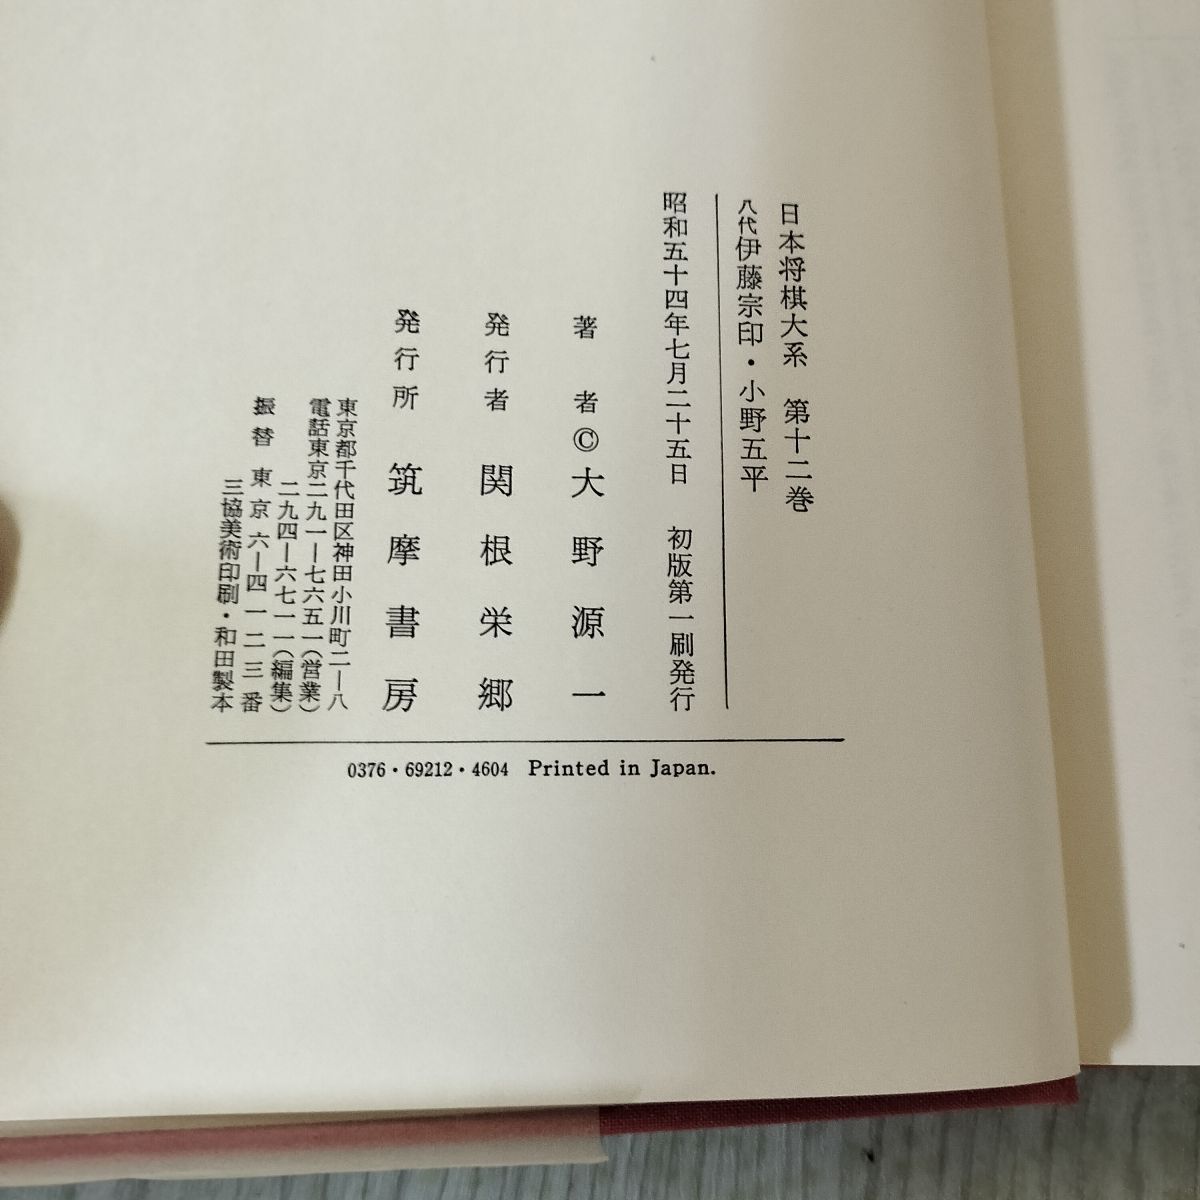 日本将棋大系 第十二巻
八代伊藤宗印・小野五平
昭和五十四年七月二十五日 初版第一刷発行
著者©大野源一
発行者 関根栄郷
発行所 筑摩書房
東京都千代田区神田小川町二ー八
電話東京二九一ー七六五一(営業)
二九四ー六七一一(編集)
振替 東京六ー四一二三番
三協美術印刷・和田製本
0376・69212・4604 Printed in Japan.